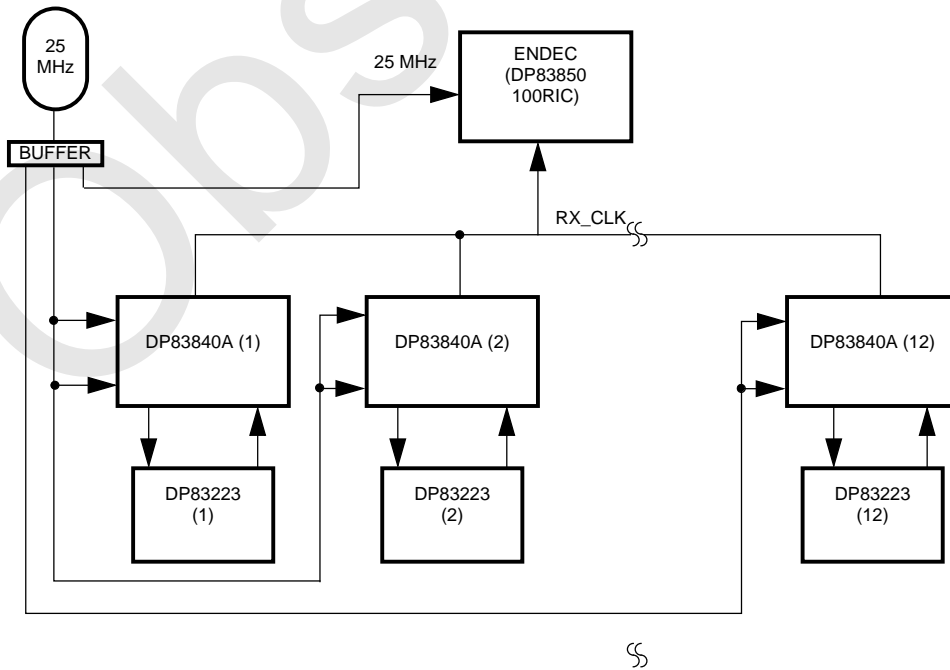 25
MHz
BUFFER
25 MHz
ENDEC
(DP83850
100RIC)
RX_CLK
DP83840A (1)
DP83840A (2)
DP83840A (12)
DP83223
(1)
DP83223
(2)
DP83223
(12)
Obs